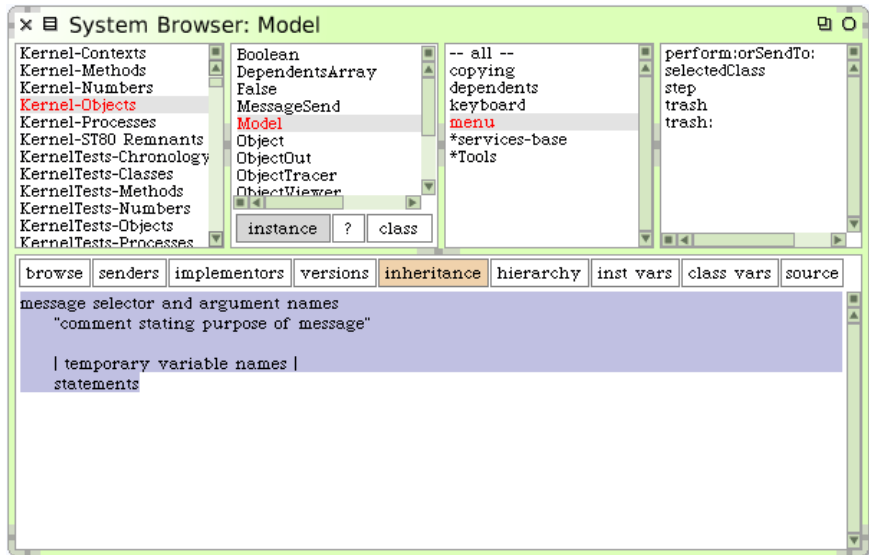 System Browser: Model
Kernel-Contexts
Kernel-Methods
Kernel-Numbers
Kernel-Objects
Kernel-Processes
Kernel-ST80 Remnants
KernelTests-Chronology
KernelTests-Classes
KernelTests-Methods
KernelTests-Numbers
KernelTests-Objects
KernelTests-Processes
Boolean
DependentsArray
False
MessageSend
Model
Object
ObjectOut
ObjectTracer
ObjectViewer
instance ? class
-- all --
copying
dependents
keyboard
menu
*services-base
*Tools
perform:orSendTo:
selectedClass
step
trash
trash:
browse senders implementors versions inheritance hierarchy inst vars class vars source
message selector and argument names
"comment stating purpose of message"
| temporary variable names |
statements